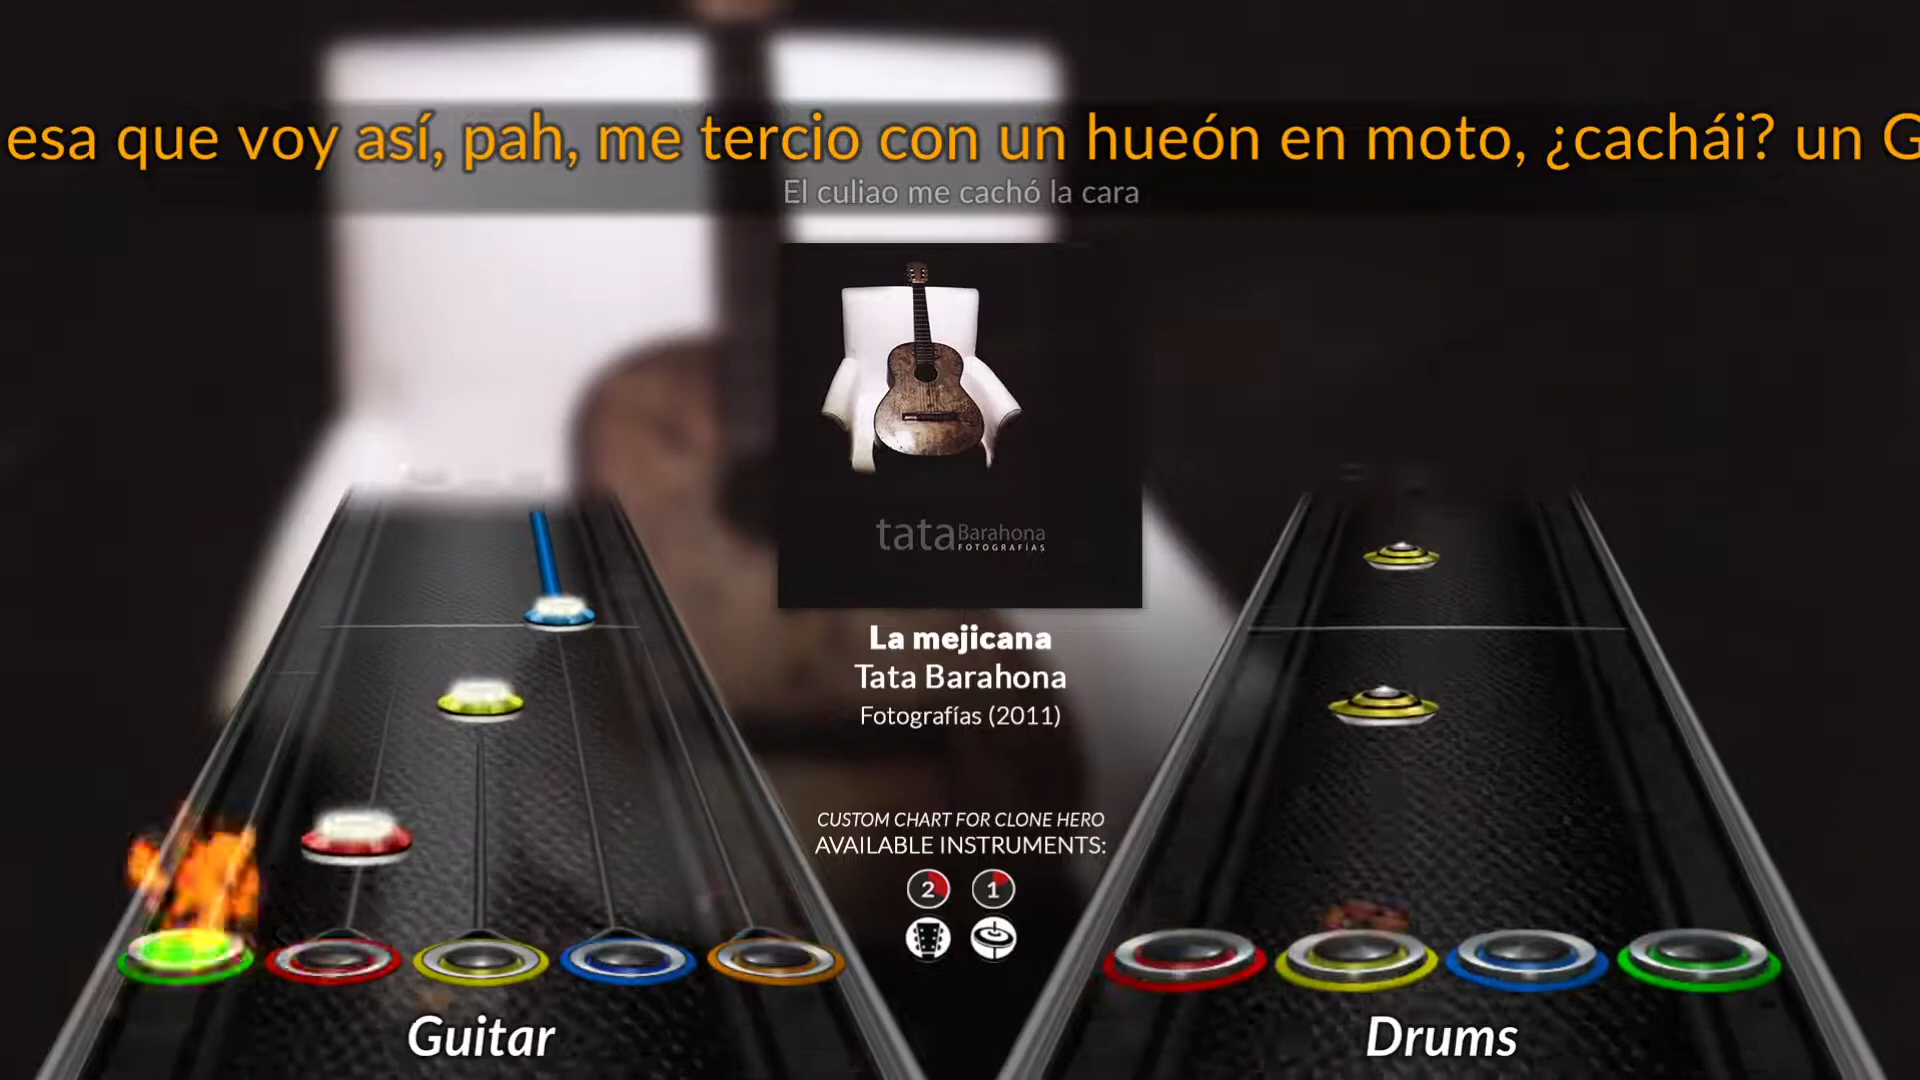 esa que voy así, pah, me tercio con un hueón en moto, ¿cachái? un G
El culiao me cachó la cara
tata Barahona
FOTOGRAFÍAS
La mejicana
Tata Barahona
Fotografías (2011)
CUSTOM CHART FOR CLONE HERO
AVAILABLE INSTRUMENTS:
2 1
Guitar
Drums